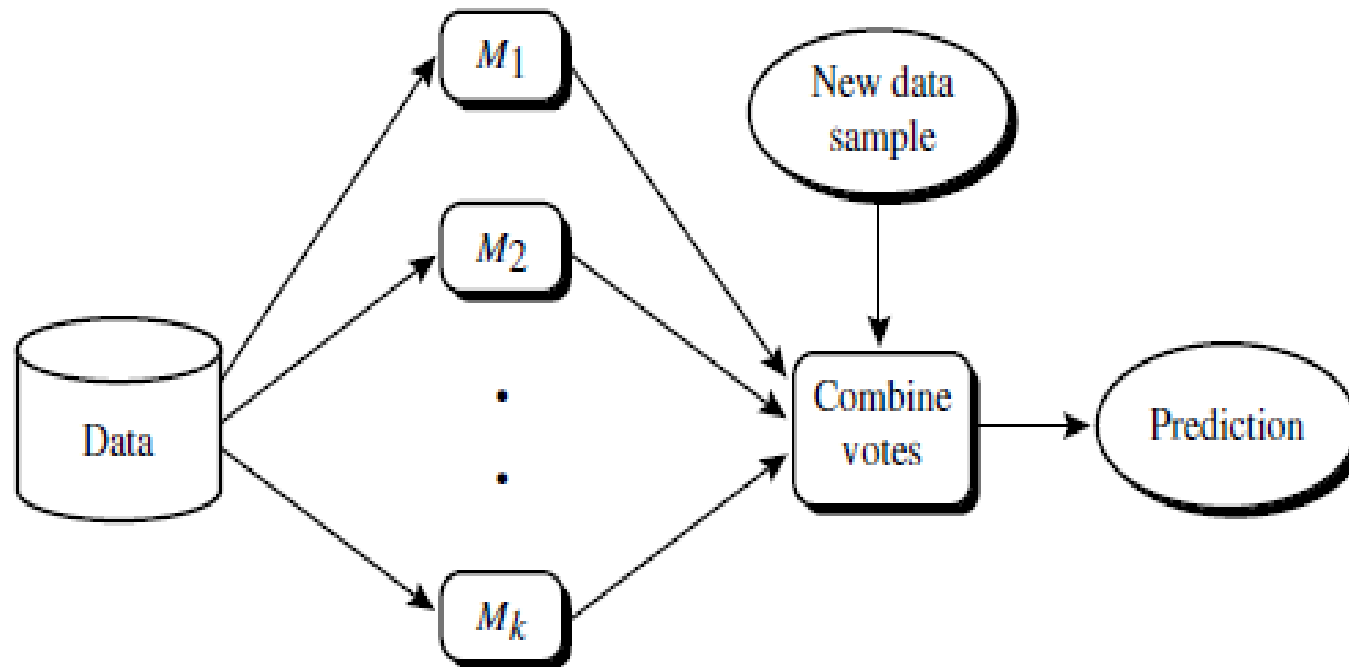 M1
New data
sample
M2
Data
Combine
votes
Prediction
Mk